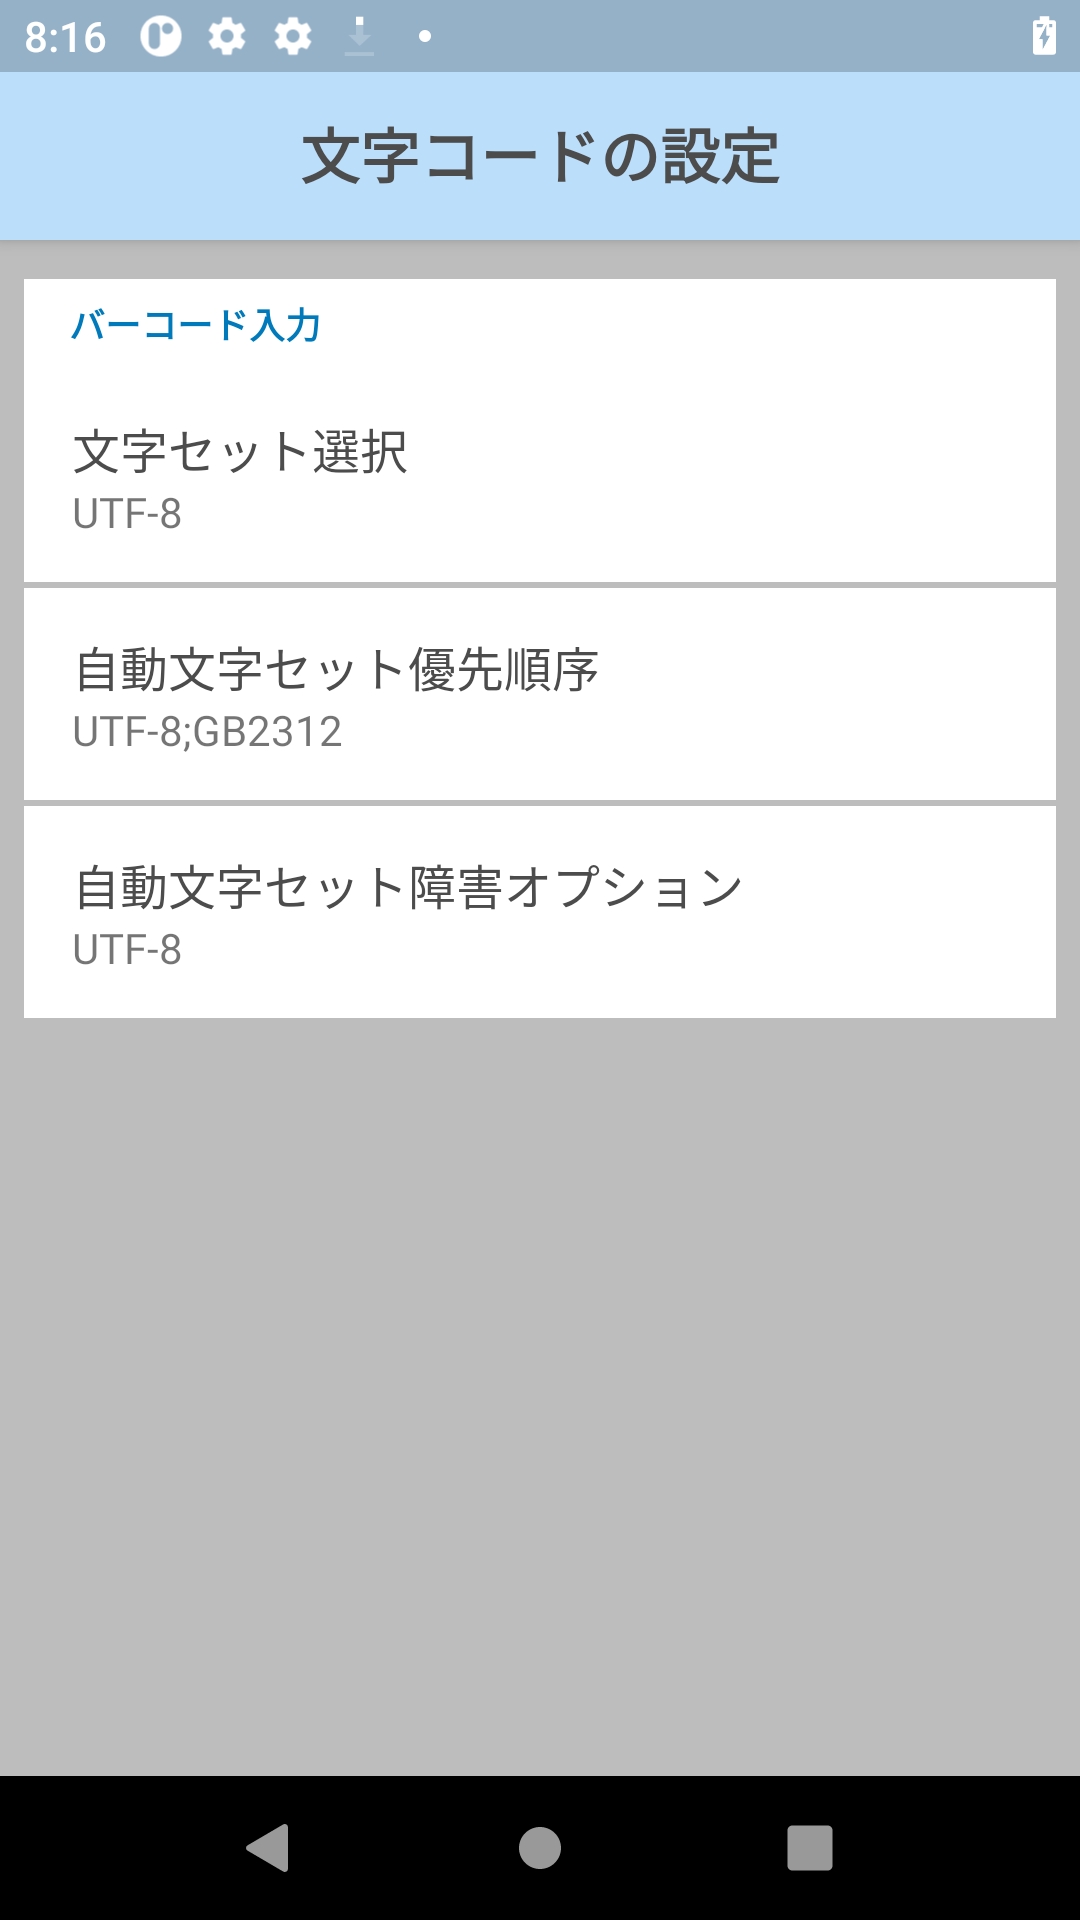 8:16
文字コードの設定
バーコード入力
文字セット選択
UTF-8
自動文字セット優先順序
UTF-8;GB2312
自動文字セット障害オプション
UTF-8